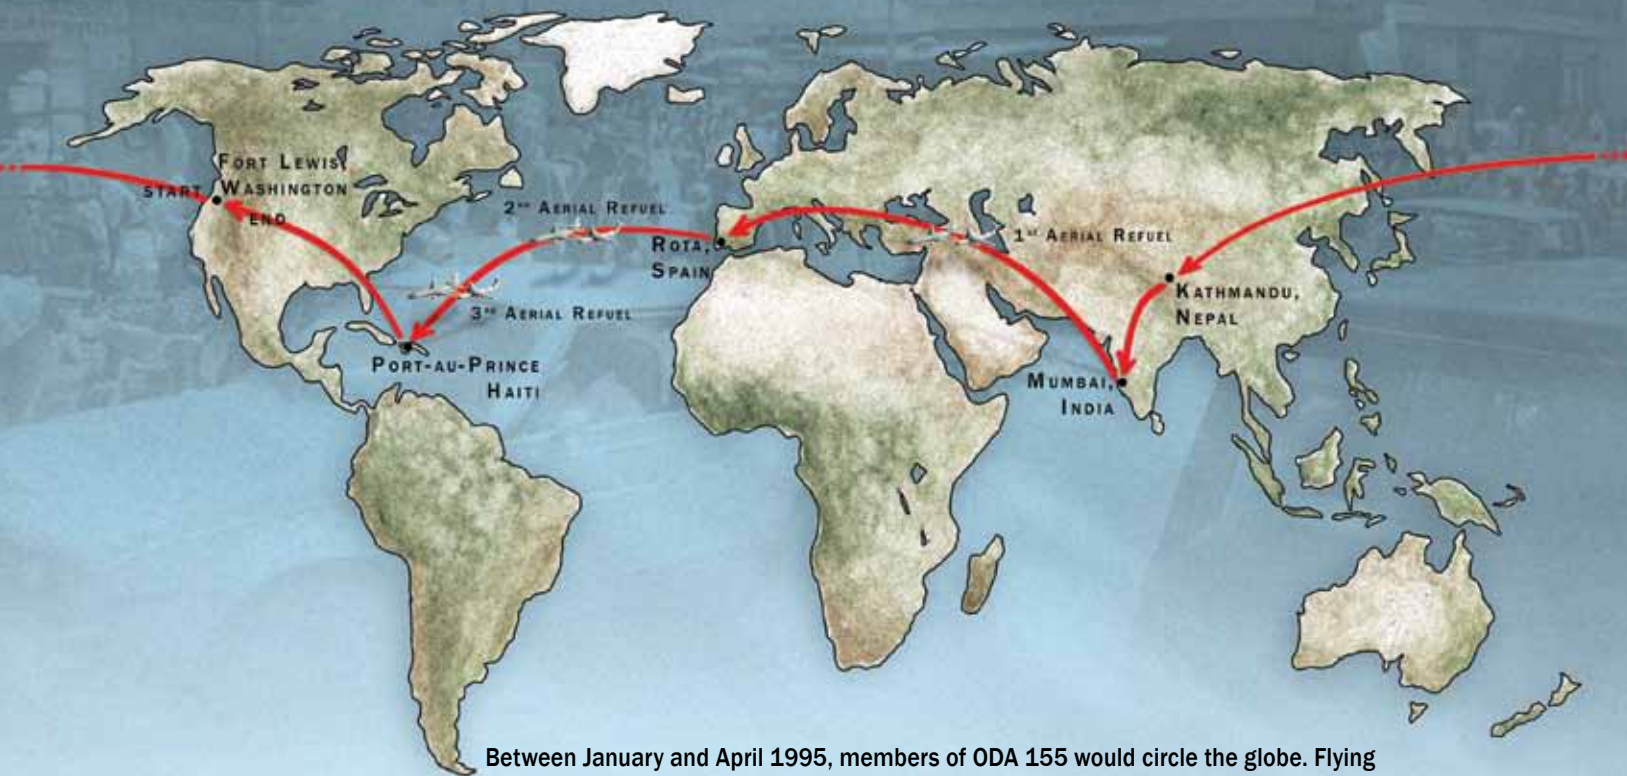 Fort Lewis,
START Washington
END
2nd Aerial Refuel
Rota,
Spain
1st Aerial Refuel
Kathmandu,
Nepal
3rd Aerial Refuel
Port-au-Prince
Haiti
Mumbai,
India
Between January and April 1995, members of ODA 155 would circle the globe. Flying